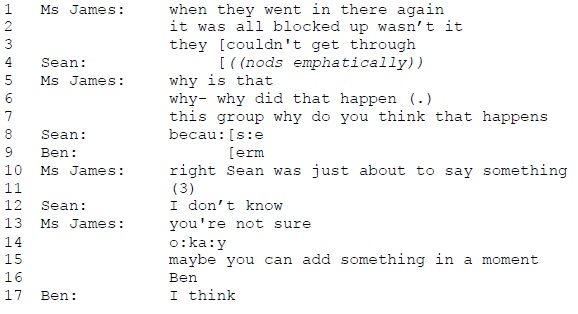 1 Ms James: when they went in there again
2 it was all blocked up wasn't it
3 they [couldn't get through
4 Sean: [((nods emphatically))
5 Ms James: why is that
6 why- why did that happen (.)
7 this group why do you think that happens
8 Sean: becau:[s:e
9 Ben: [erm
10 Ms James: right Sean was just about to say something
11 (3)
12 Sean: I don't know
13 Ms James: you're not sure
14 o:ka:y
15 maybe you can add something in a moment
16 Ben
17 Ben: I think